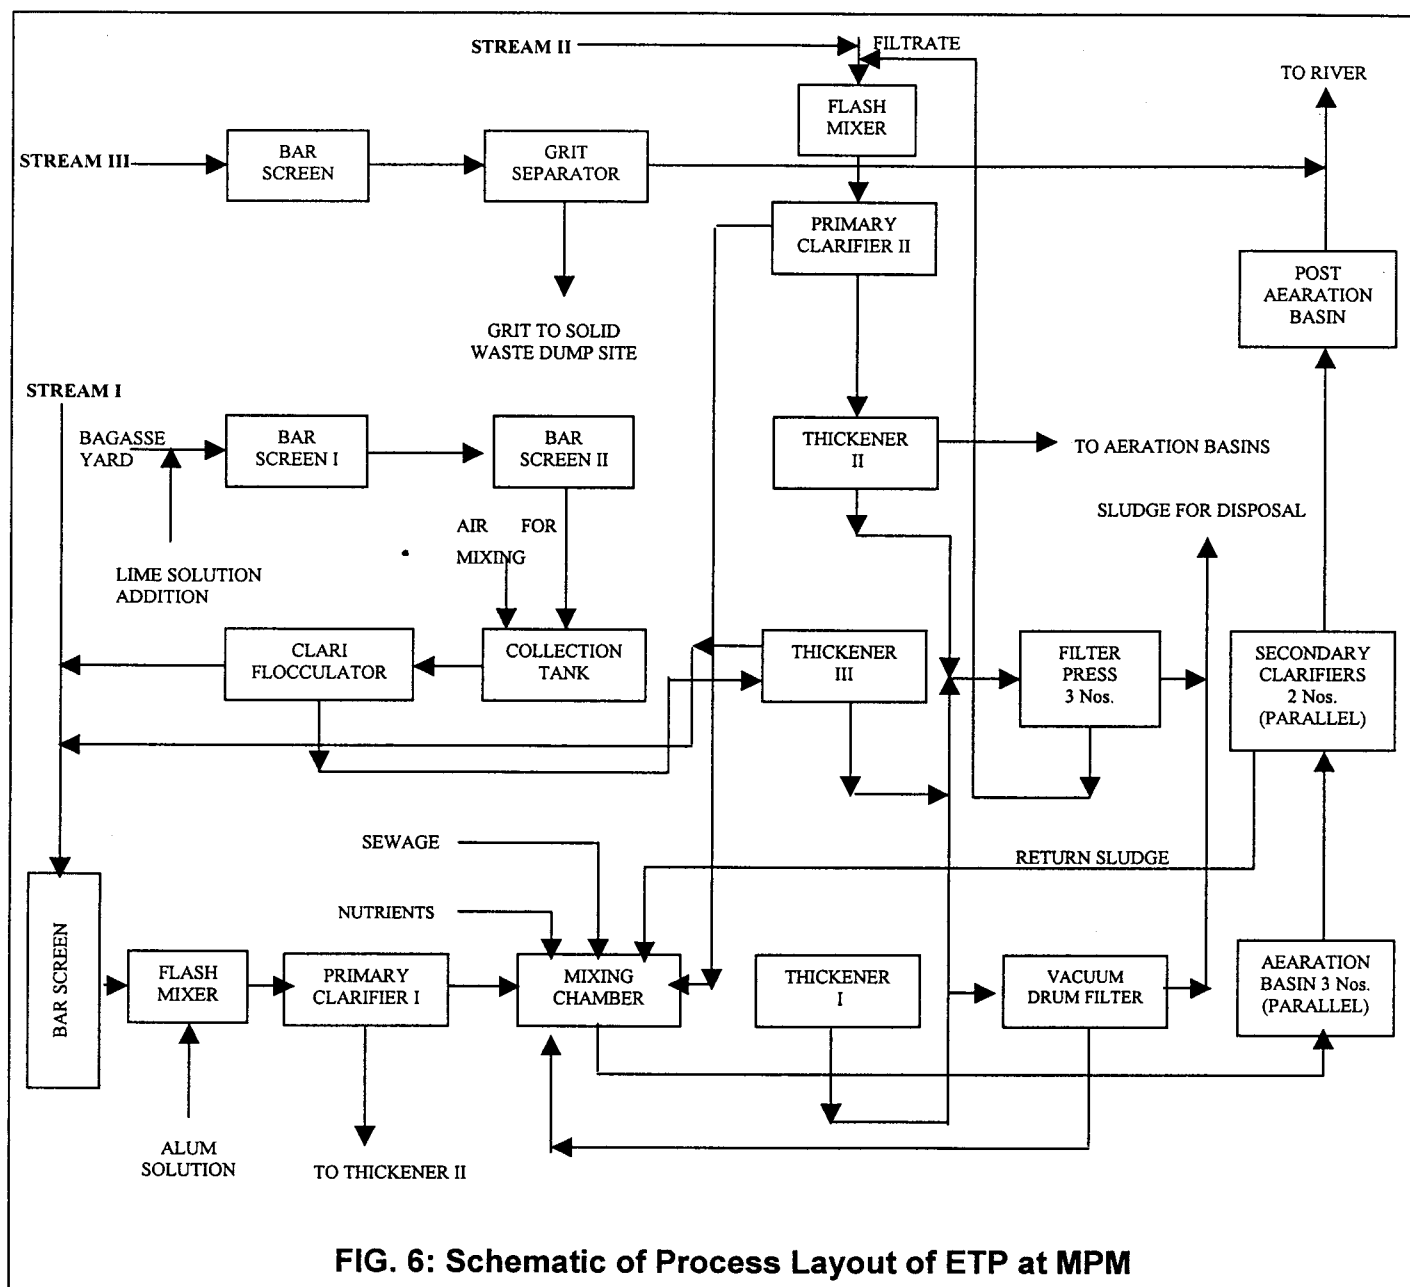 STREAM II
FILTRATE
TO RIVER
FLASH
MIXER
STREAM III
BAR
SCREEN
GRIT
SEPARATOR
PRIMARY
CLARIFIER II
POST
AEARATION
BASIN
GRIT TO SOLID
WASTE DUMP SITE
STREAM I
BAGASSE
YARD
BAR
SCREEN I
BAR
SCREEN II
THICKENER
II
TO AERATION BASINS
SLUDGE FOR DISPOSAL
AIR FOR
MIXING
LIME SOLUTION
ADDITION
CLARI
FLOCCULATOR
COLLECTION
TANK
THICKENER
III
FILTER
PRESS
3 Nos.
SECONDARY
CLARIFIERS
2 Nos.
(PARALLEL)
SEWAGE
RETURN SLUDGE
NUTRIENTS
BAR SCREEN
FLASH
MIXER
PRIMARY
CLARIFIER I
MIXING
CHAMBER
THICKENER
I
VACUUM
DRUM FILTER
AEARATION
BASIN 3 Nos.
(PARALLEL)
ALUM
SOLUTION
TO THICKENER II
FIG. 6: Schematic of Process Layout of ETP at MPM